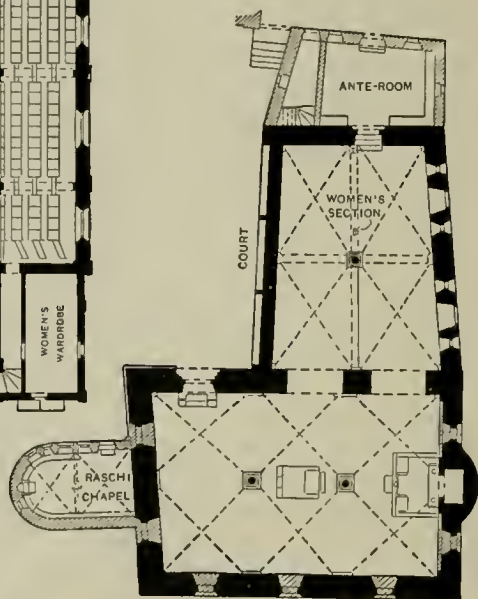 ANTE-ROOM
WOMEN'S
SECTION
COURT
WOMEN'S
WARDROBE
RASCHI
CHAPEL